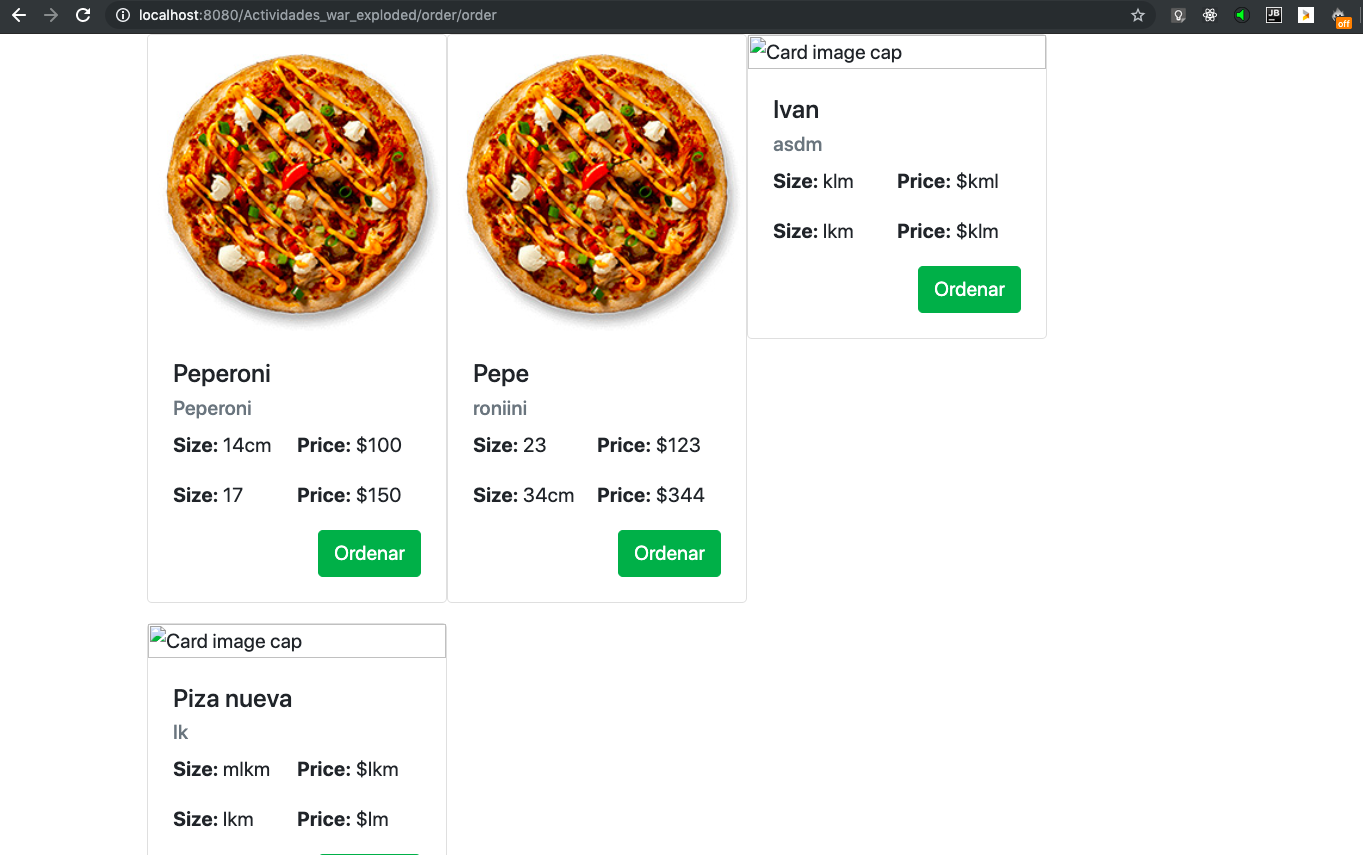 localhost:8080/Actividades_war_exploded/order/order
JB
off
Peperoni
Peperoni
Size: 14cm Price: $100
Size: 17 Price: $150
Ordenar
Pepe
roniini
Size: 23 Price: $123
Size: 34cm Price: $344
Ordenar
Card image cap
Ivan
asdm
Size: klm Price: $kml
Size: lkm Price: $klm
Ordenar
Card image cap
Piza nueva
lk
Size: mlkm Price: $lkm
Size: lkm Price: $lm